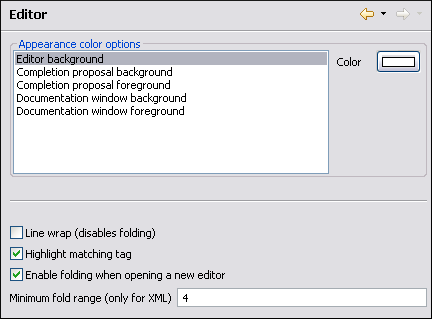 Editor
Appearance color options
Editor background
Completion proposal background
Completion proposal foreground
Documentation window background
Documentation window foreground
Color
Line wrap (disables folding)
Highlight matching tag
Enable folding when opening a new editor
Minimum fold range (only for XML) 4